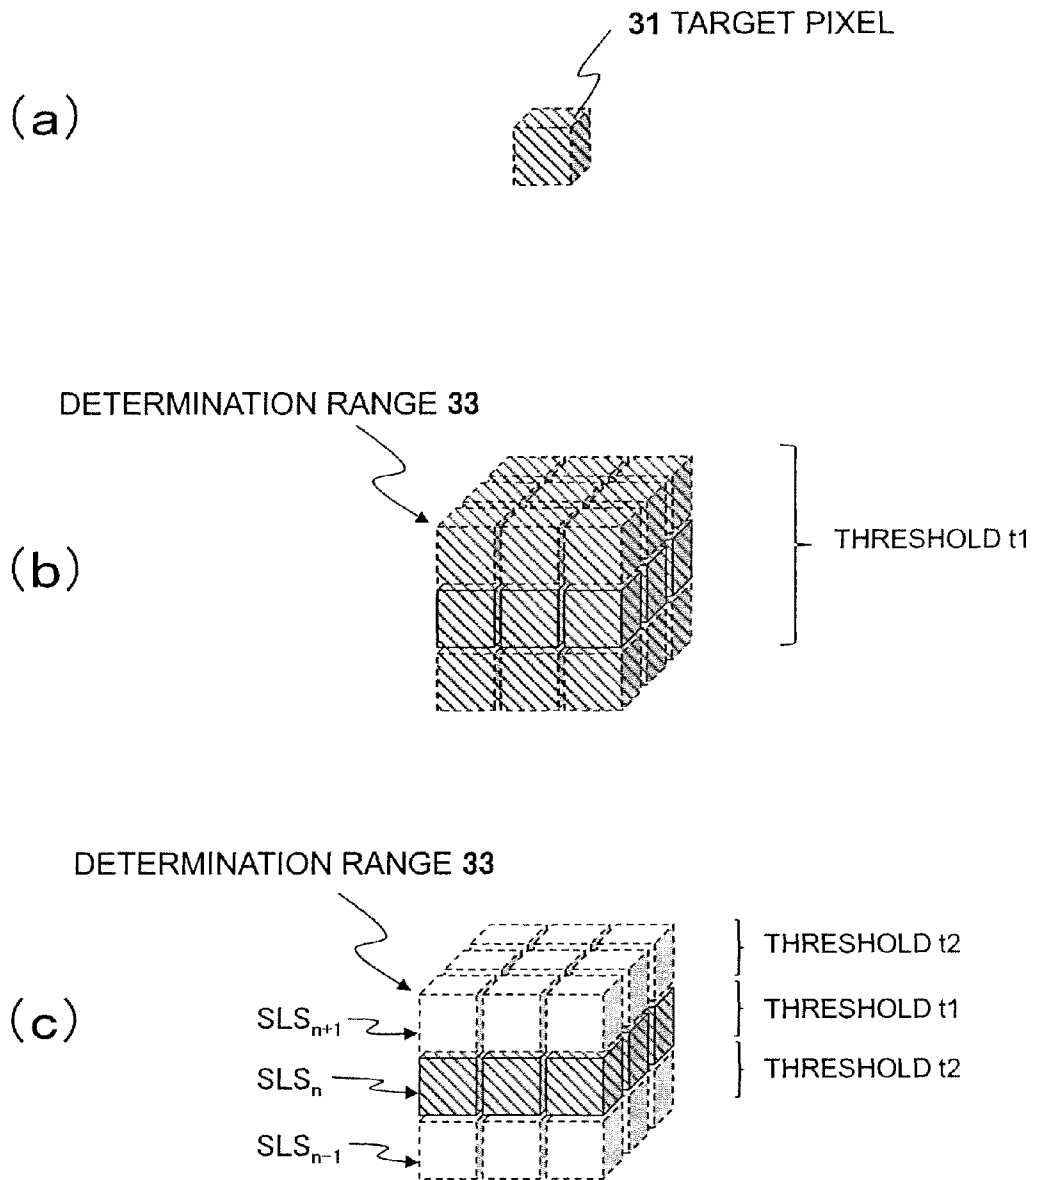 31 TARGET PIXEL
(a)
DETERMINATION RANGE 33
THRESHOLD t1
(b)
DETERMINATION RANGE 33
THRESHOLD t2
THRESHOLD t1
THRESHOLD t2
(c)
SLSn+1
SLSn
SLSn-1